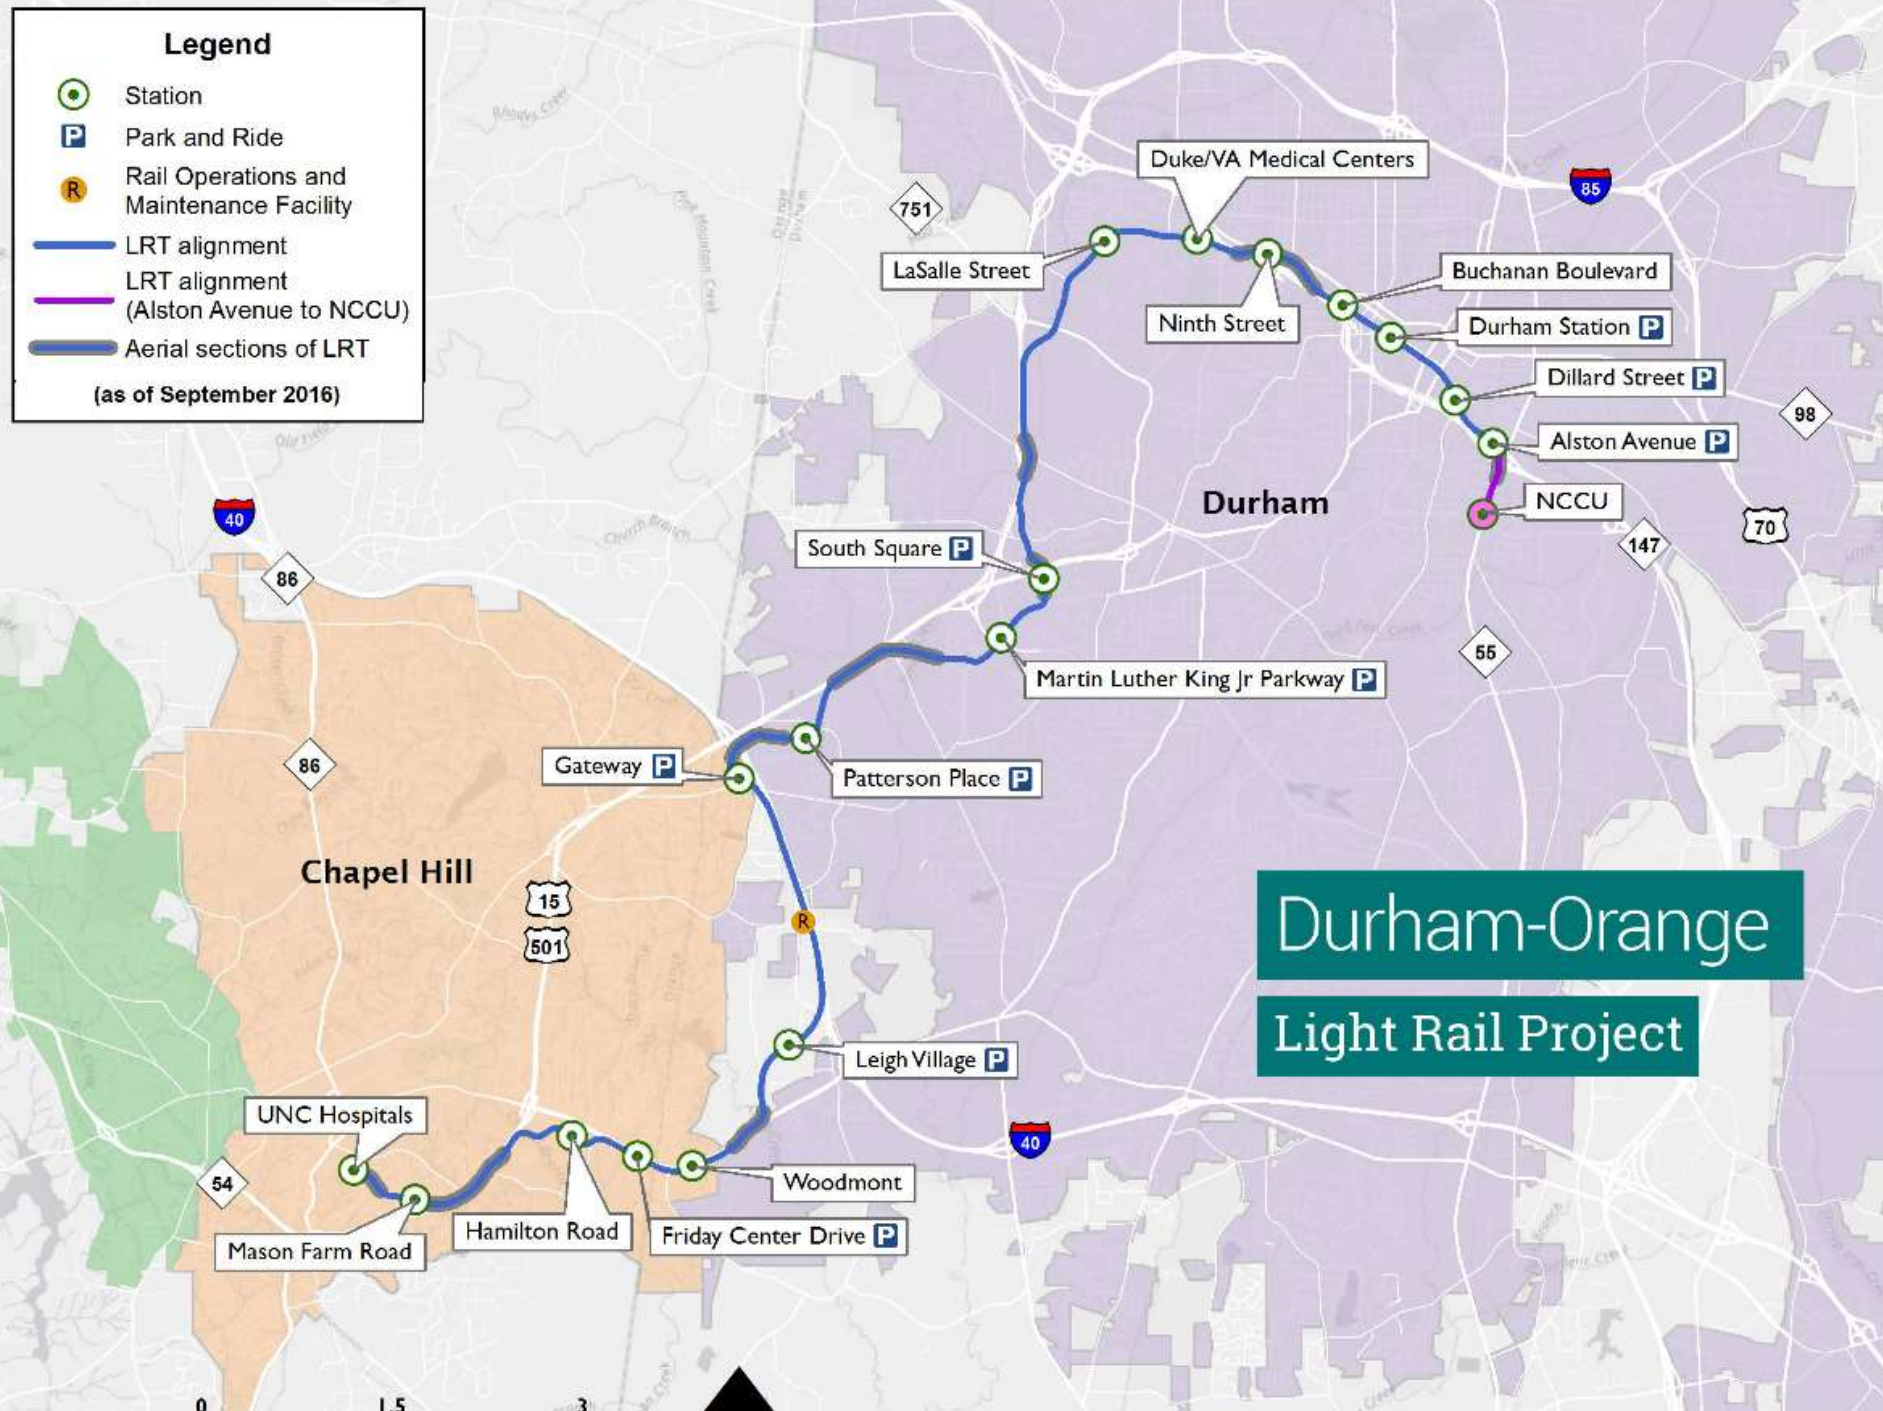 Legend
Station
P Park and Ride
R Rail Operations and
Maintenance Facility
LRT alignment
LRT alignment
(Alston Avenue to NCCU)
Aerial sections of LRT
(as of September 2016)
Duke/VA Medical Centers
85
751
LaSalle Street
Buchanan Boulevard
Ninth Street
Durham Station P
Dillard Street P
98
Alston Avenue P
Durham
NCCU
40
70
147
South Square P
86
55
Martin Luther King Jr Parkway P
86
Gateway P
Patterson Place P
Chapel Hill
15
501
R
Durham-Orange
Light Rail Project
Leigh Village P
UNC Hospitals
40
54
Woodmont
Hamilton Road
Friday Center Drive P
Mason Farm Road
0 1.5 3